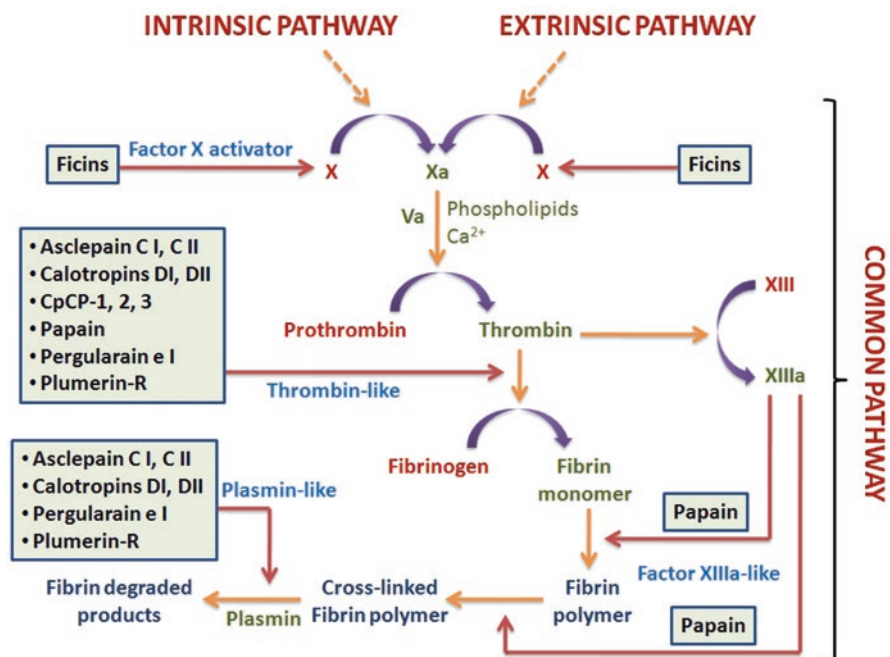 INTRINSIC PATHWAY
EXTRINSIC PATHWAY
Ficins
Factor X activator
X
Xa
X
Ficins
Va
Phospholipids
Ca²⁺
• Asclepain C I, C II
• Calotropins DI, DII
• CpCP-1, 2, 3
• Papain
• Pergularain e I
• Plumerin-R
Prothrombin
Thrombin
XIII
XIIIa
Thrombin-like
Fibrinogen
Fibrin
monomer
• Asclepain C I, C II
• Calotropins DI, DII
• Pergularain e I
• Plumerin-R
Plasmin-like
Papain
Factor XIIIa-like
Fibrin degraded
products
Plasmin
Cross-linked
Fibrin polymer
Fibrin
polymer
Papain
COMMON PATHWAY